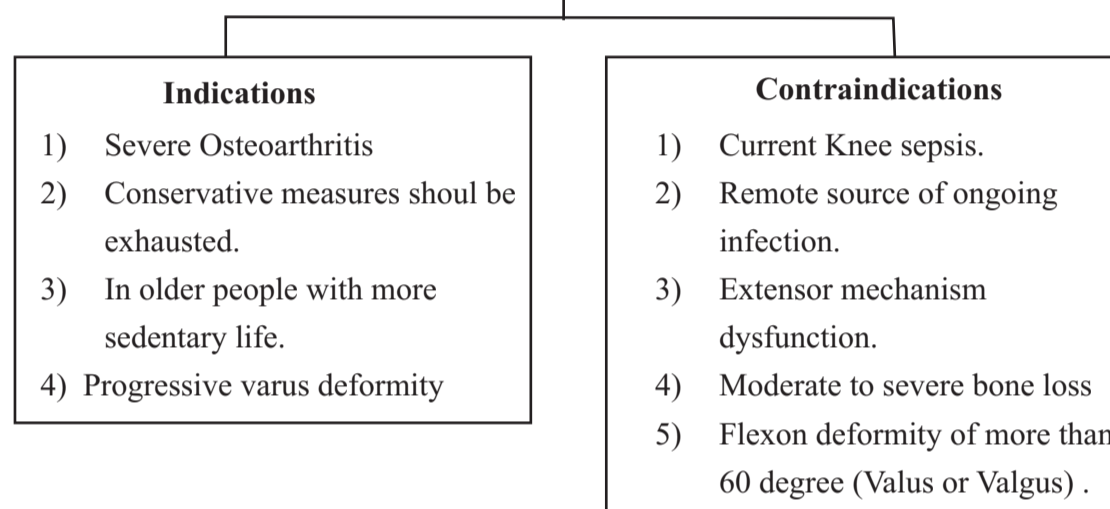 Indications
1) Severe Osteoarthritis
2) Conservative measures shoul be
exhausted.
3) In older people with more
sedentary life.
4) Progressive varus deformity
Contraindications
1) Current Knee sepsis.
2) Remote source of ongoing
infection.
3) Extensor mechanism
dysfunction.
4) Moderate to severe bone loss
5) Flexon deformity of more than
60 degree (Valus or Valgus) .